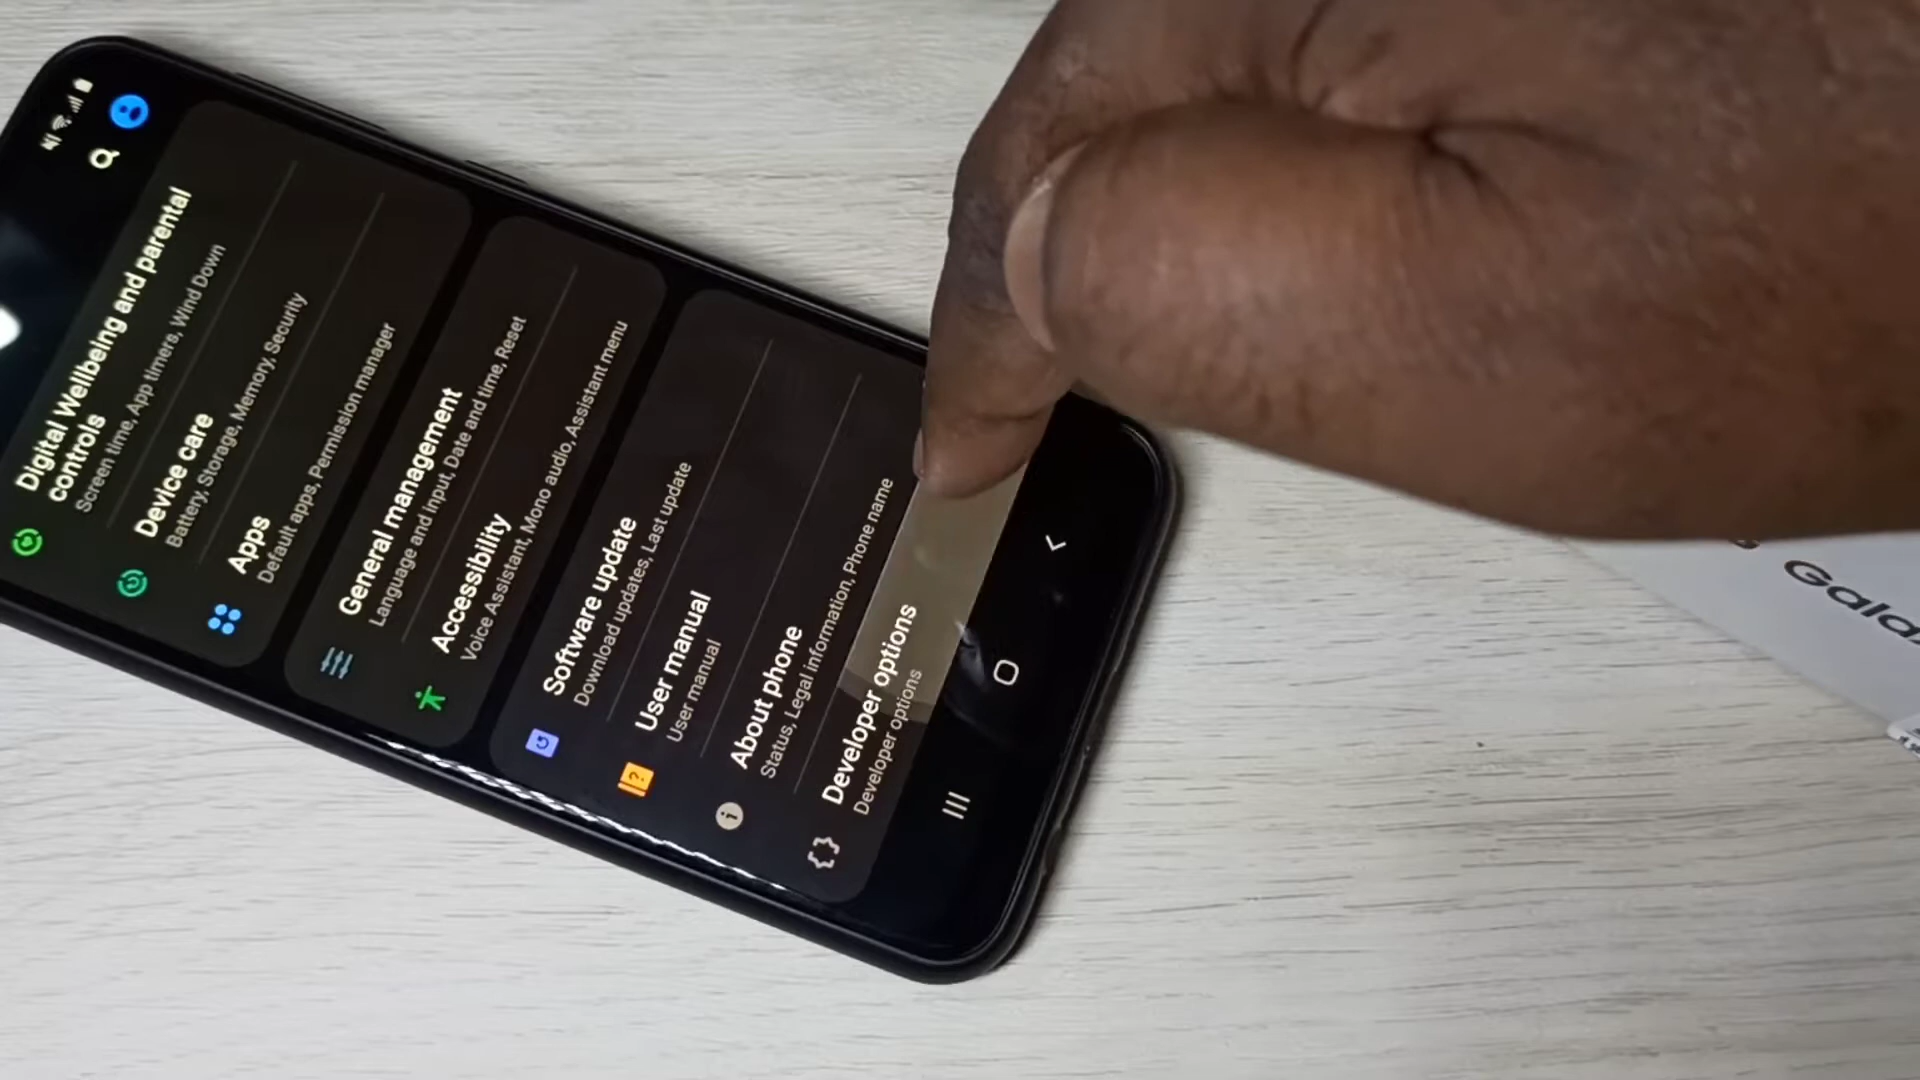 Digital Wellbeing and parental
controls
Screen time, App timers, Wind Down
Device care
Battery, Storage, Memory, Security
Apps
Default apps, Permission manager
General management
Language and input, Date and time, Reset
Accessibility
Voice Assistant, Mono audio, Assistant menu
Software update
Download updates, Last update
User manual
User manual
About phone
Status, Legal information, Phone name
Developer options
Developer options